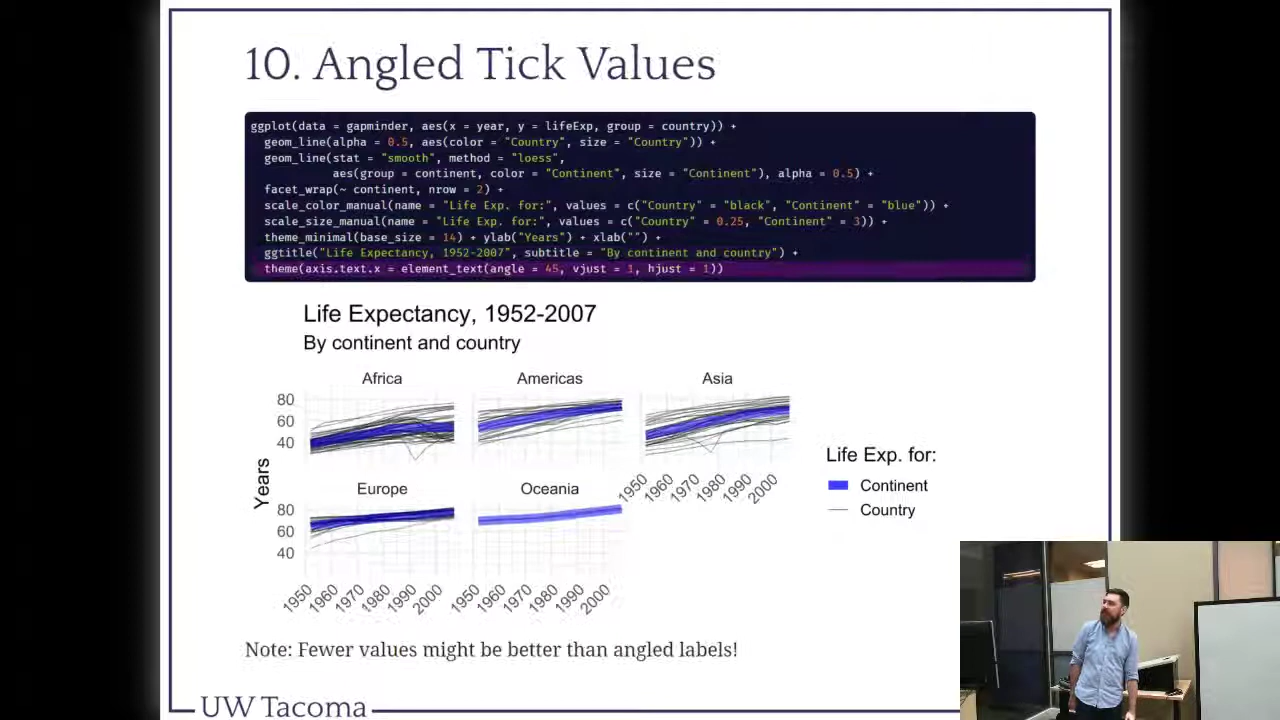 10. Angled Tick Values
ggplot(data = gapminder, aes(x = year, y = lifeExp, group = country)) +
geom_line(alpha = 0.5, aes(color = "Country", size = "Country")) +
geom_line(stat = "smooth", method = "loess",
aes(group = continent, color = "Continent", size = "Continent"), alpha = 0.5) +
facet_wrap(~ continent, nrow = 2) +
scale_color_manual(name = "Life Exp. for:", values = c("Country" = "black", "Continent" = "blue")) +
scale_size_manual(name = "Life Exp. for:", values = c("Country" = 0.25, "Continent" = 3)) +
theme_minimal(base_size = 14) + ylab("Years") + xlab("") +
ggtitle("Life Expectancy, 1952-2007", subtitle = "By continent and country") +
theme(axis.text.x = element_text(angle = 45, vjust = 1, hjust = 1))
Life Expectancy, 1952-2007
By continent and country
Africa Americas Asia
80
60
40
Years
1950 1960 1970 1980 1990 2000
Europe Oceania
80
60
40
1950 1960 1970 1980 1990 2000 1950 1960 1970 1980 1990 2000
Life Exp. for:
Continent
Country
Note: Fewer values might be better than angled labels!
UW Tacoma